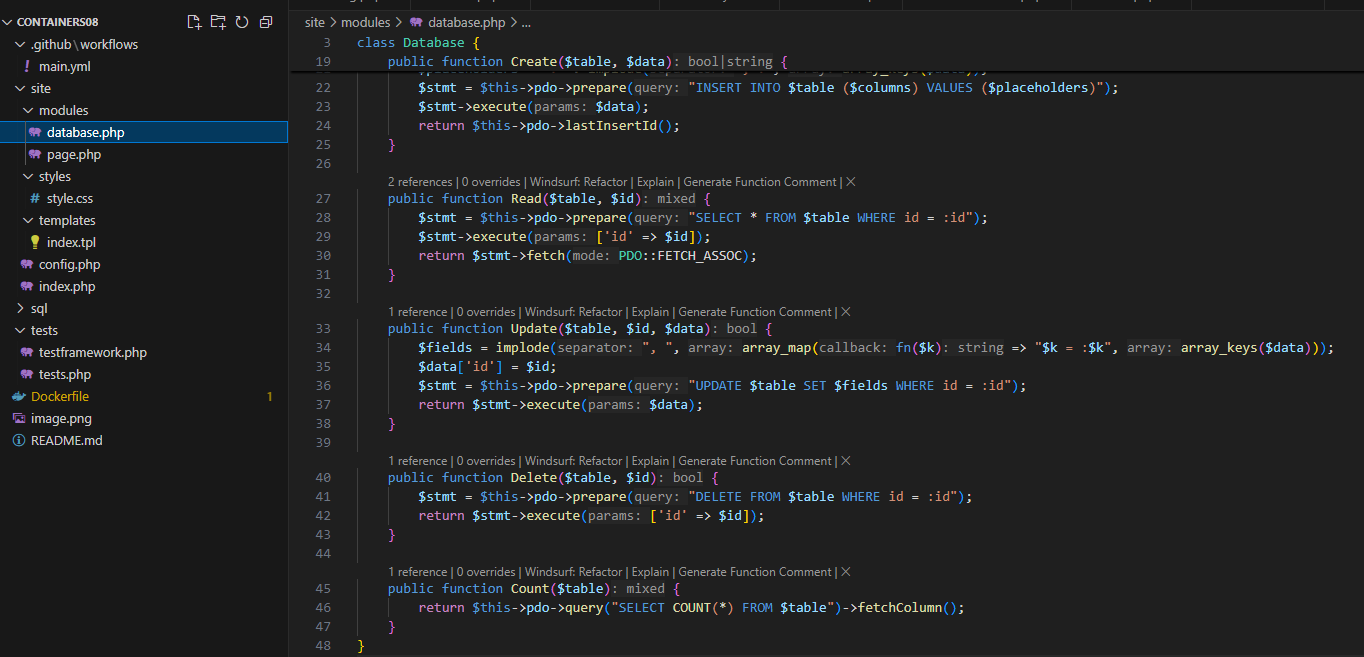 CONTAINERS08
.github\workflows
main.yml
site
modules
database.php
page.php
styles
style.css
templates
index.tpl
config.php
index.php
sql
tests
testframework.php
tests.php
Dockerfile 1
image.png
README.md
site > modules > database.php > ...
3 class Database {
19 public function Create($table, $data): bool|string {
22 $stmt = $this->pdo->prepare(query: "INSERT INTO $table ($columns) VALUES ($placeholders)");
23 $stmt->execute(params: $data);
24 return $this->pdo->lastInsertId();
25 }
26
2 references | 0 overrides | Windsurf: Refactor | Explain | Generate Function Comment | X
27 public function Read($table, $id): mixed {
28 $stmt = $this->pdo->prepare(query: "SELECT * FROM $table WHERE id = :id");
29 $stmt->execute(params: ['id' => $id]);
30 return $stmt->fetch(mode: PDO::FETCH_ASSOC);
31 }
32
1 reference | 0 overrides | Windsurf: Refactor | Explain | Generate Function Comment | X
33 public function Update($table, $id, $data): bool {
34 $fields = implode(separator: ", ", array: array_map(callback: fn($k): string => "$k = :$k", array: array_keys($data)));
35 $data['id'] = $id;
36 $stmt = $this->pdo->prepare(query: "UPDATE $table SET $fields WHERE id = :id");
37 return $stmt->execute(params: $data);
38 }
39
1 reference | 0 overrides | Windsurf: Refactor | Explain | Generate Function Comment | X
40 public function Delete($table, $id): bool {
41 $stmt = $this->pdo->prepare(query: "DELETE FROM $table WHERE id = :id");
42 return $stmt->execute(params: ['id' => $id]);
43 }
44
1 reference | 0 overrides | Windsurf: Refactor | Explain | Generate Function Comment | X
45 public function Count($table): mixed {
46 return $this->pdo->query("SELECT COUNT(*) FROM $table")->fetchColumn();
47 }
48 }